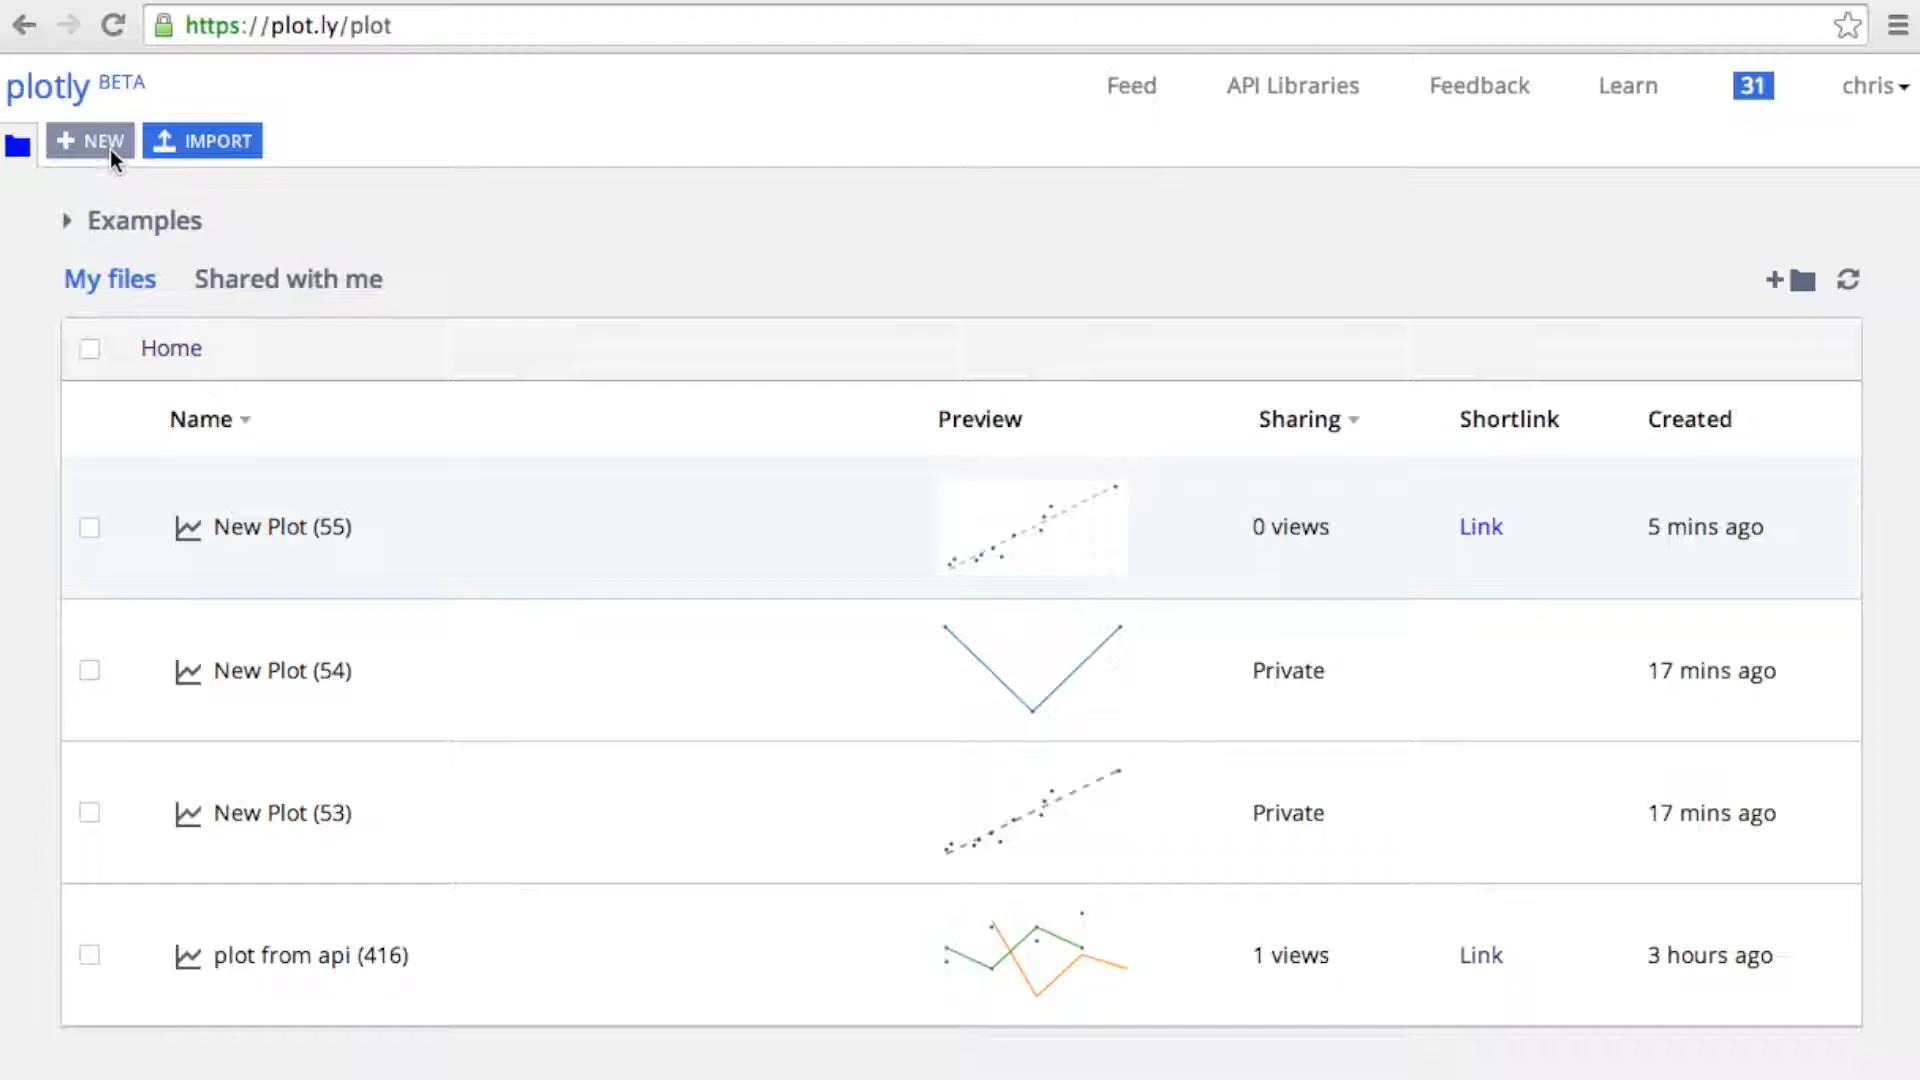 https://plot.ly/plot
plotly BETA
Feed API Libraries Feedback Learn 31 chris
+ NEW IMPORT
Examples
My files Shared with me
Home
Name Preview Sharing Shortlink Created
New Plot (55) 0 views Link 5 mins ago
New Plot (54) Private 17 mins ago
New Plot (53) Private 17 mins ago
plot from api (416) 1 views Link 3 hours ago